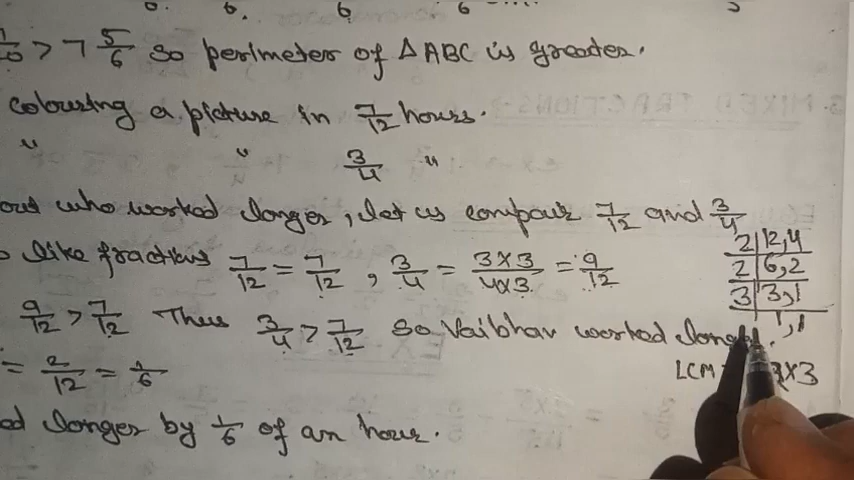 > 7 5/6 so perimeter of △ABC is greater.
colouring a picture in 7/12 hours.
" " 3/4 "
out who worked longer, let us compair 7/12 and 3/4
like fractions 7/12 = 7/12 , 3/4 = 3×3/4×3 = 9/12
2 | 12, 4
2 | 6, 2
3 | 3, 1
1, 1
9/12 > 7/12 Thus 3/4 > 7/12 So Vaibhav worked longer.
= 2/12 = 1/6
LCM ×3
longer by 1/6 of an hour.